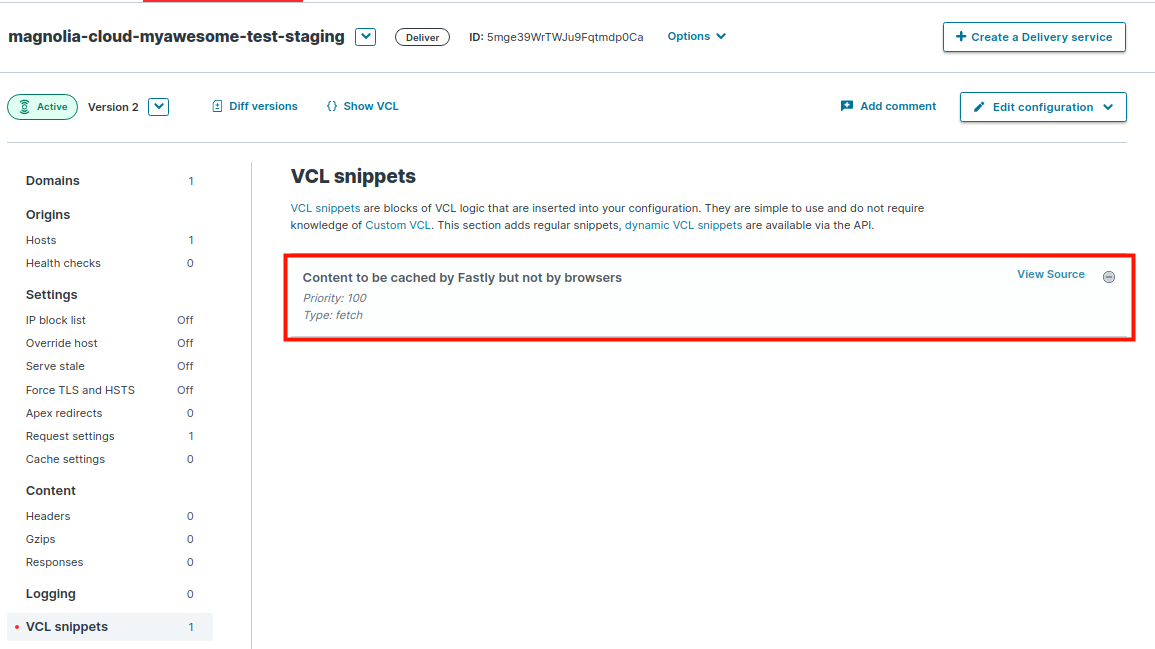 magnolia-cloud-myawesome-test-staging Deliver ID: 5mge39WrTWJu9Fqtmdp0Ca Options Create a Delivery service
Active Version 2 Diff versions {} Show VCL Add comment Edit configuration
Domains 1
Origins
Hosts 1
Health checks 0
Settings
IP block list Off
Override host Off
Serve stale Off
Force TLS and HSTS Off
Apex redirects 0
Request settings 1
Cache settings 0
Content
Headers 0
Gzips 0
Responses 0
Logging 0
VCL snippets 1
VCL snippets
VCL snippets are blocks of VCL logic that are inserted into your configuration. They are simple to use and do not require
knowledge of Custom VCL. This section adds regular snippets, dynamic VCL snippets are available via the API.
Content to be cached by Fastly but not by browsers View Source
Priority: 100
Type: fetch